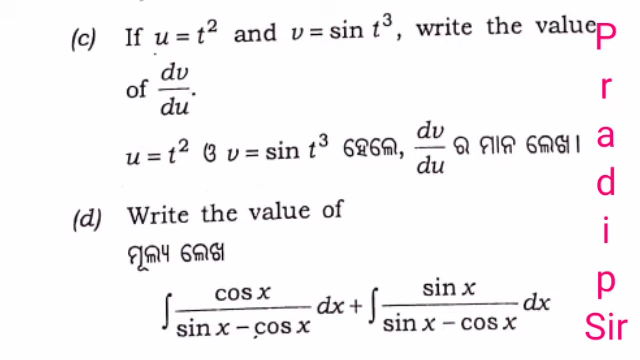 (c) If u = t² and v = sin t³, write the value
of dv/du.
u = t² ଓ v = sin t³ ହେଲେ, dv/du ର ମାନ ଲେଖ।
(d) Write the value of
ମୂଲ୍ୟ ଲେଖ
∫ cos x/(sin x – cos x) dx + ∫ sin x/(sin x – cos x) dx
P
r
a
d
i
p
Sir